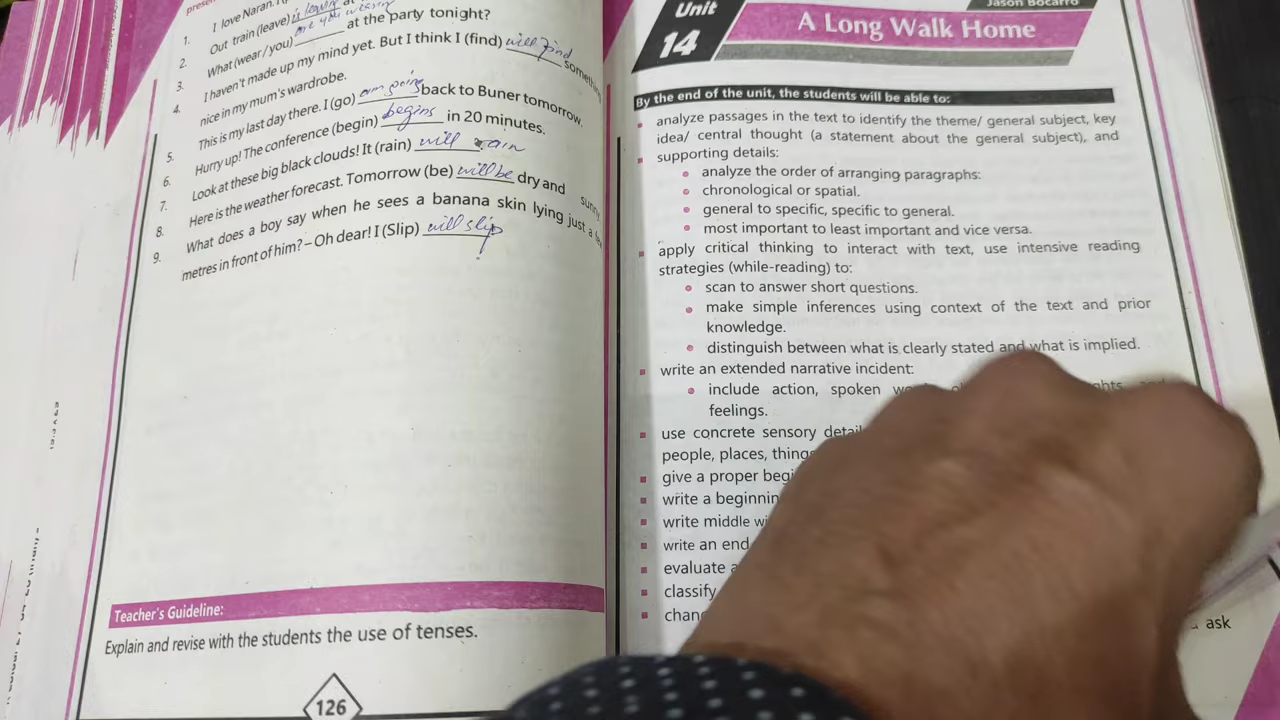 1. I love Naran. I
Out train (leave) is leaving at
2. What (wear / you) are you wearing at the party tonight?
3. I haven't made up my mind yet. But I think I (find) will find something
4. nice in my mum's wardrobe.
This is my last day there. I (go) am going back to Buner tomorrow.
5. Hurry up! The conference (begin) begins in 20 minutes.
6. Look at these big black clouds! It (rain) will rain
7. Here is the weather forecast. Tomorrow (be) will be dry and sunny
8. What does a boy say when he sees a banana skin lying just a few
9. metres in front of him? – Oh dear! I (Slip) will slip
Teacher's Guideline:
Explain and revise with the students the use of tenses.
126
Jason Bocarro
Unit
14
A Long Walk Home
By the end of the unit, the students will be able to:
analyze passages in the text to identify the theme/ general subject, key
idea/ central thought (a statement about the general subject), and
supporting details:
analyze the order of arranging paragraphs:
chronological or spatial.
general to specific, specific to general.
most important to least important and vice versa.
apply critical thinking to interact with text, use intensive reading
strategies (while-reading) to:
scan to answer short questions.
make simple inferences using context of the text and prior
knowledge.
distinguish between what is clearly stated and what is implied.
write an extended narrative incident:
include action, spoken
feelings.
use concrete sensory
people, places,
give a proper
write a
write middle
write an end
evaluate
classify
ask